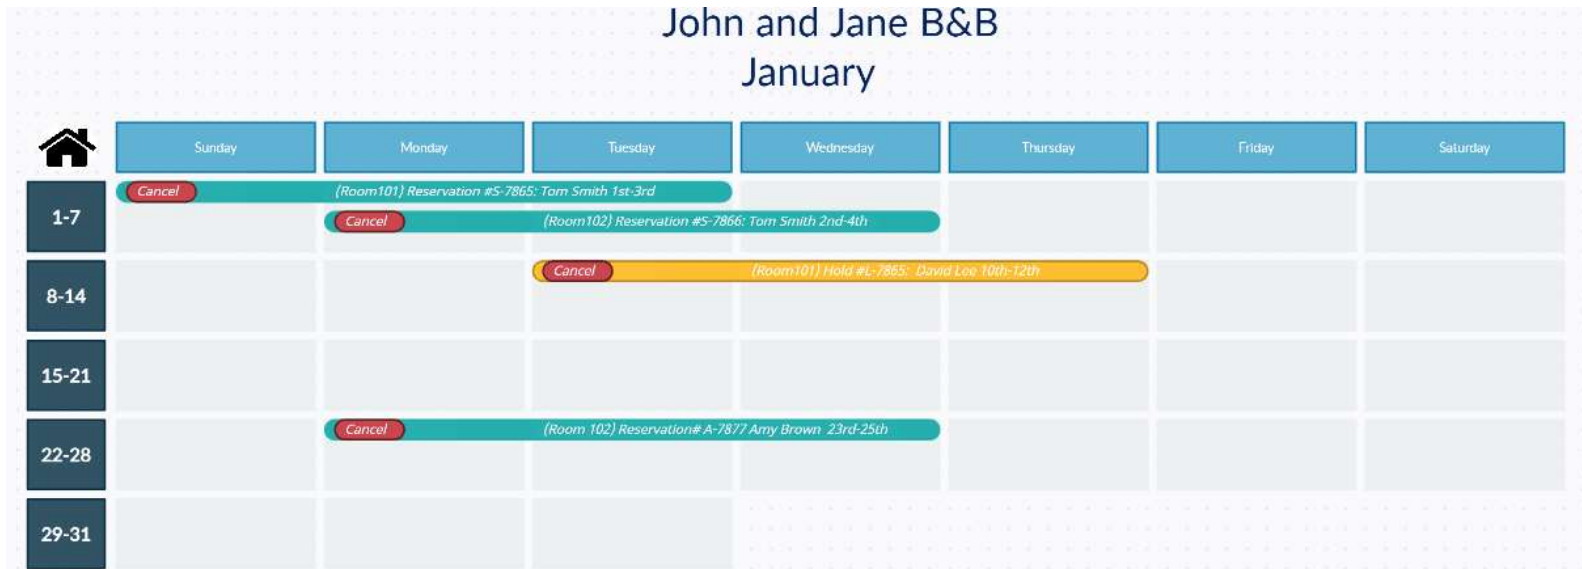 John and Jane B&B
January
Sunday Monday Tuesday Wednesday Thursday Friday Saturday
1-7
Cancel (Room101) Reservation #S-7865: Tom Smith 1st-3rd
Cancel (Room102) Reservation #S-7866: Tom Smith 2nd-4th
8-14
Cancel (Room101) Hold #L-7865: David Lee 10th-12th
15-21
22-28
Cancel (Room 102) Reservation# A-7877 Amy Brown 23rd-25th
29-31